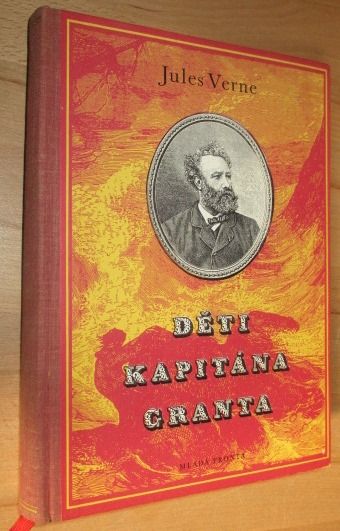 Jules Verne
DĚTI
KAPITÁNA
GRANTA
MLADÁ FRONTA